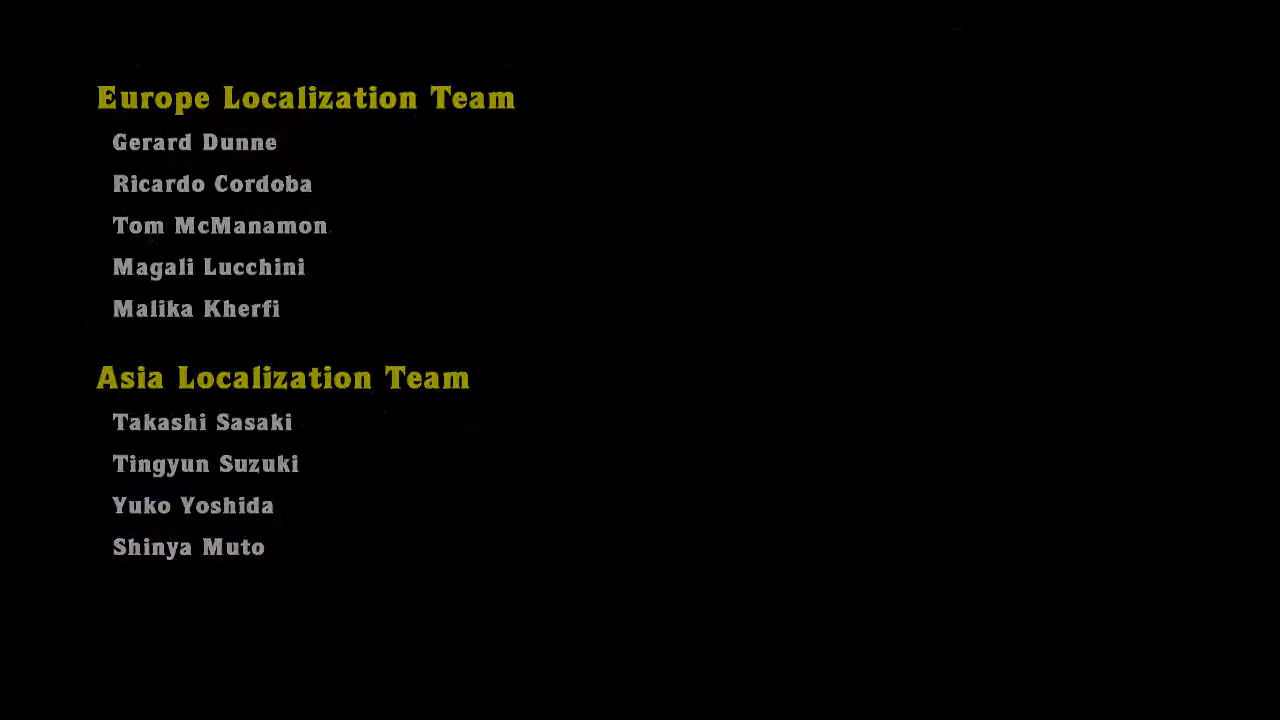 Europe Localization Team
Gerard Dunne
Ricardo Cordoba
Tom McManamon
Magali Lucchini
Malika Kherfi
Asia Localization Team
Takashi Sasaki
Tingyun Suzuki
Yuko Yoshida
Shinya Muto